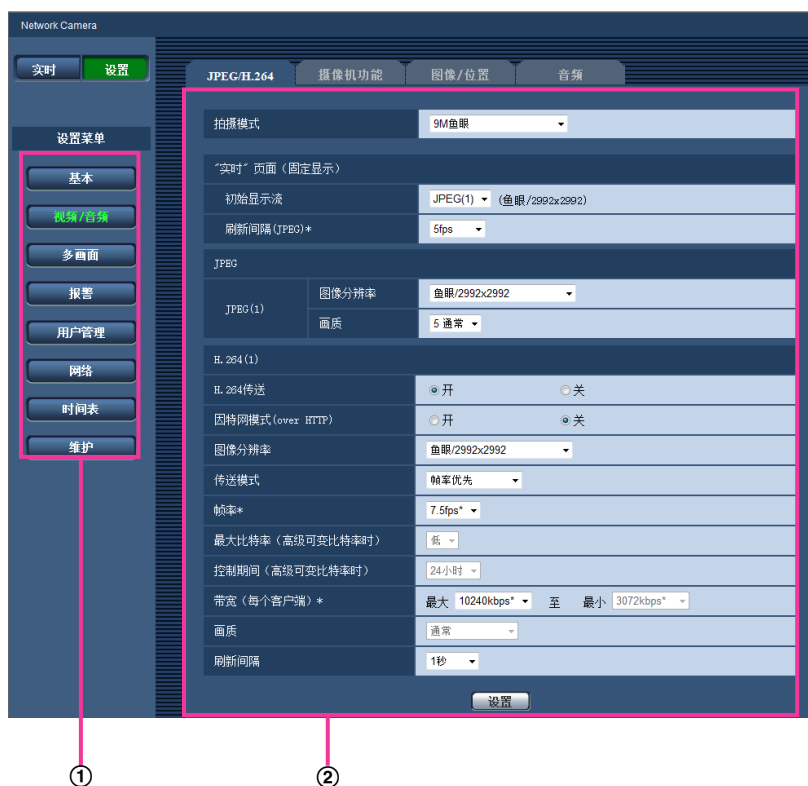 Network Camera
实时 设置
设置菜单
基本
视频/音频
多画面
报警
用户管理
网络
时间表
维护
JPEG/H.264 摄像机功能 图像/位置 音频
拍摄模式 9M鱼眼
“实时”页面（固定显示）
初始显示流 JPEG(1) (鱼眼/2992x2992)
刷新间隔(JPEG)* 5fps
JPEG
JPEG(1)
图像分辨率 鱼眼/2992x2992
画质 5 通常
H.264(1)
H.264传送 开 关
因特网模式(over HTTP) 开 关
图像分辨率 鱼眼/2992x2992
传送模式 帧率优先
帧率* 7.5fps*
最大比特率（高级可变比特率时） 低
控制期间（高级可变比特率时） 24小时
带宽（每个客户端）* 最大 10240kbps* 至 最小 3072kbps*
画质 通常
刷新间隔 1秒
设置
① ②